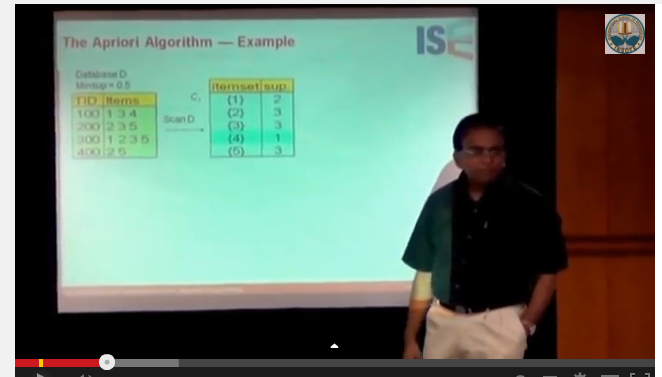 The Apriori Algorithm — Example
ISE
Database D
Minsup = 0.5
TID Items
100 1 3 4
200 2 3 5
300 1 2 3 5
400 2 5
C1
Scan D
itemset sup
{1} 2
{2} 3
{3} 3
{4} 1
{5} 3